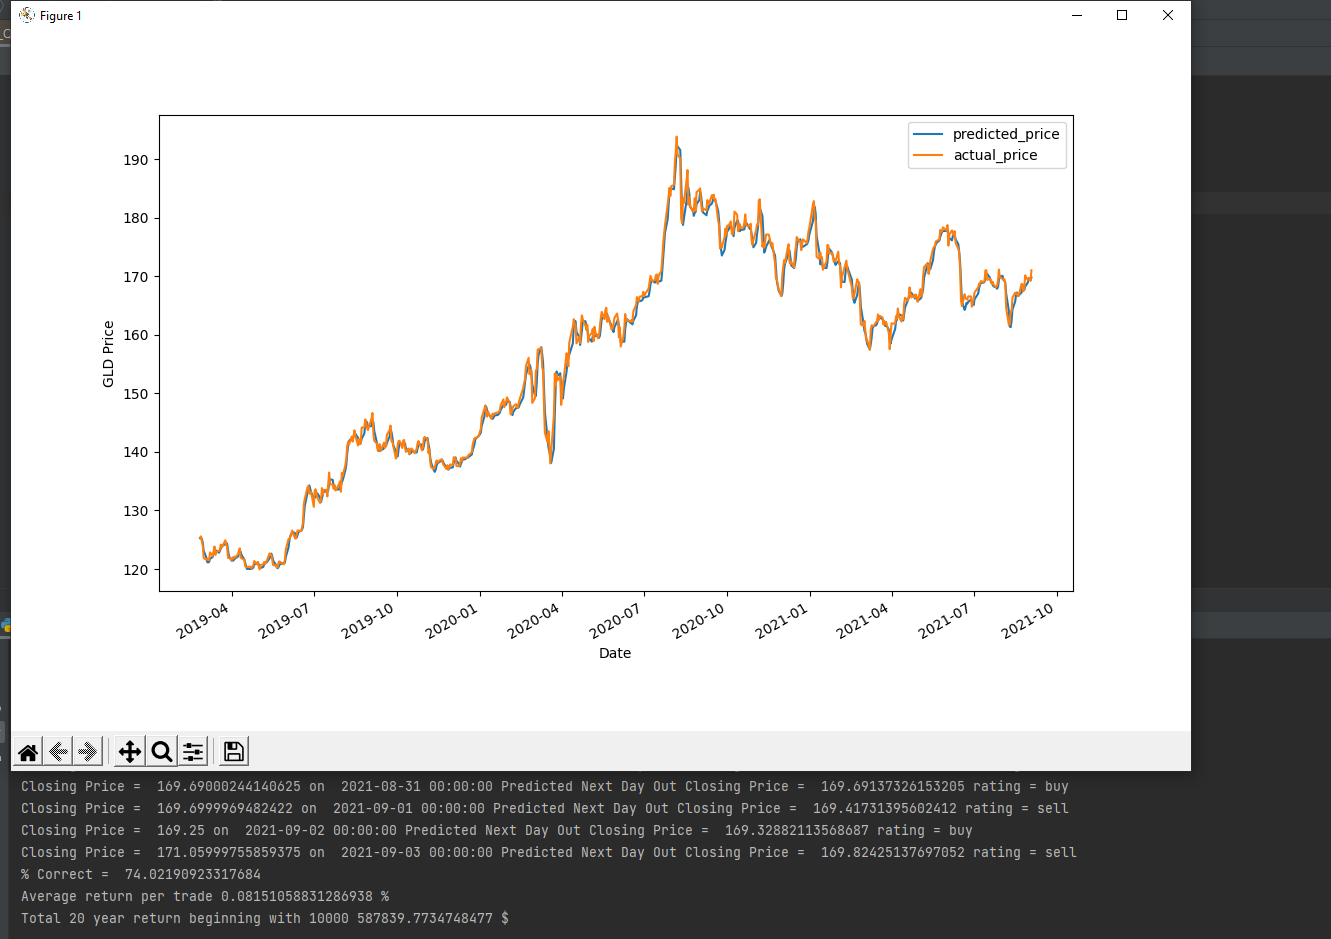 Figure 1
predicted_price
actual_price
190
180
170
160
150
140
130
120
GLD Price
2019-04
2019-07
2019-10
2020-01
2020-04
2020-07
2020-10
2021-01
2021-04
2021-07
2021-10
Date
Closing Price =  169.69000244140625 on  2021-08-31 00:00:00 Predicted Next Day Out Closing Price =  169.69137326153205 rating = buy
Closing Price =  169.6999969482422 on  2021-09-01 00:00:00 Predicted Next Day Out Closing Price =  169.41731395602412 rating = sell
Closing Price =  169.25 on  2021-09-02 00:00:00 Predicted Next Day Out Closing Price =  169.32882113568687 rating = buy
Closing Price =  171.05999755859375 on  2021-09-03 00:00:00 Predicted Next Day Out Closing Price =  169.82425137697052 rating = sell
% Correct =  74.02190923317684
Average return per trade 0.08151058831286938 %
Total 20 year return beginning with 10000 587839.7734748477 $